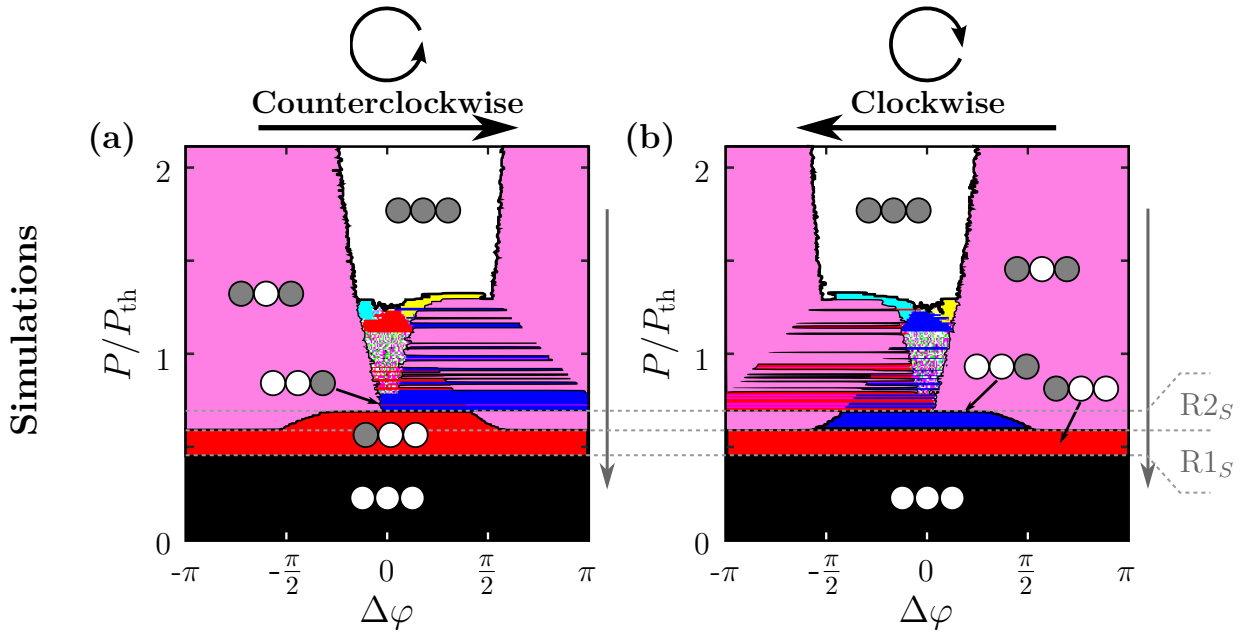 Counterclockwise
Clockwise
(a)
(b)
Simulations
P/P_th
2
1
0
-π
-π/2
0
π/2
π
Δφ
P/P_th
2
1
0
-π
-π/2
0
π/2
π
Δφ
R2_S
R1_S